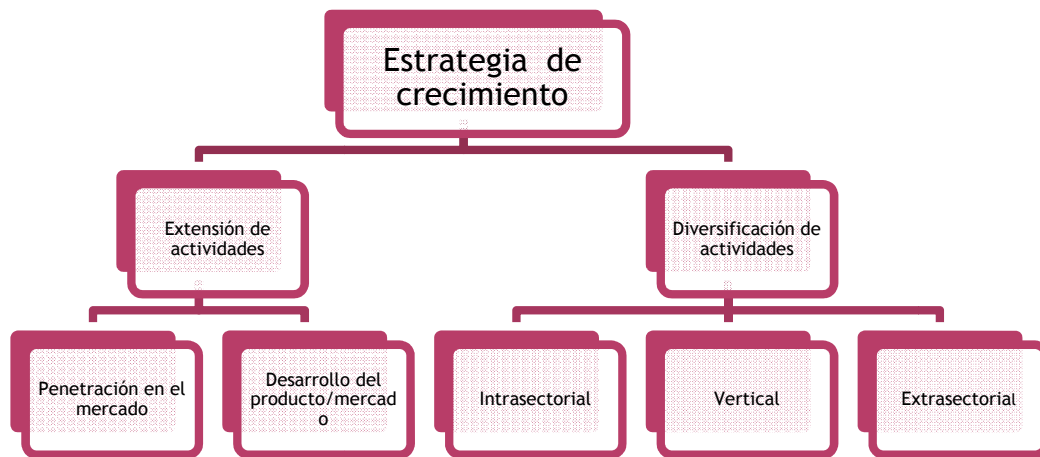 Estrategia de
crecimiento
Extensión de
actividades
Diversificación de
actividades
Penetración en el
mercado
Desarrollo del
producto/mercad
o
Intrasectorial
Vertical
Extrasectorial